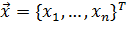 x⃗ = {x₁, …, xₙ}ᵀ